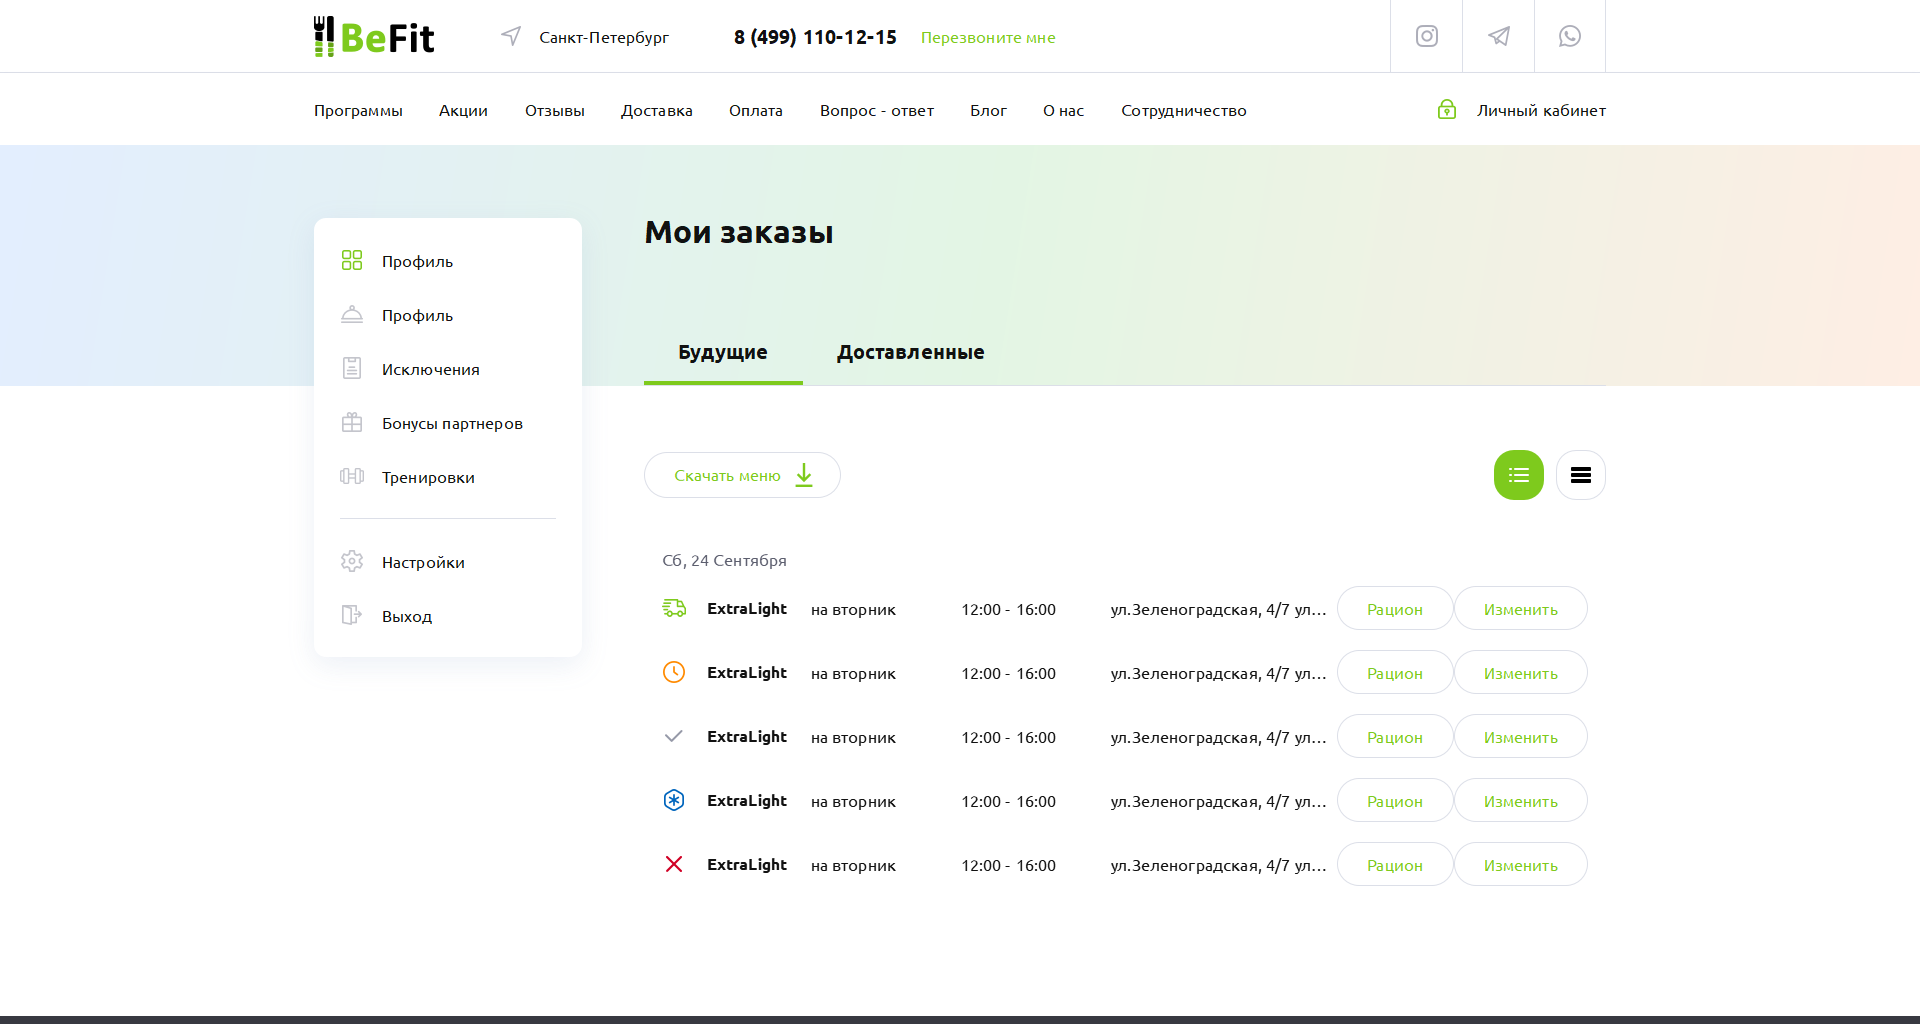 BeFit
Санкт-Петербург
8 (499) 110-12-15
Перезвоните мне
Программы
Акции
Отзывы
Доставка
Оплата
Вопрос - ответ
Блог
О нас
Сотрудничество
Личный кабинет
Профиль
Профиль
Исключения
Бонусы партнеров
Тренировки
Настройки
Выход
Мои заказы
Будущие
Доставленные
Скачать меню
Сб, 24 Сентября
ExtraLight на вторник 12:00 - 16:00 ул.Зеленоградская, 4/7 ул... Рацион Изменить
ExtraLight на вторник 12:00 - 16:00 ул.Зеленоградская, 4/7 ул... Рацион Изменить
ExtraLight на вторник 12:00 - 16:00 ул.Зеленоградская, 4/7 ул... Рацион Изменить
ExtraLight на вторник 12:00 - 16:00 ул.Зеленоградская, 4/7 ул... Рацион Изменить
ExtraLight на вторник 12:00 - 16:00 ул.Зеленоградская, 4/7 ул... Рацион Изменить